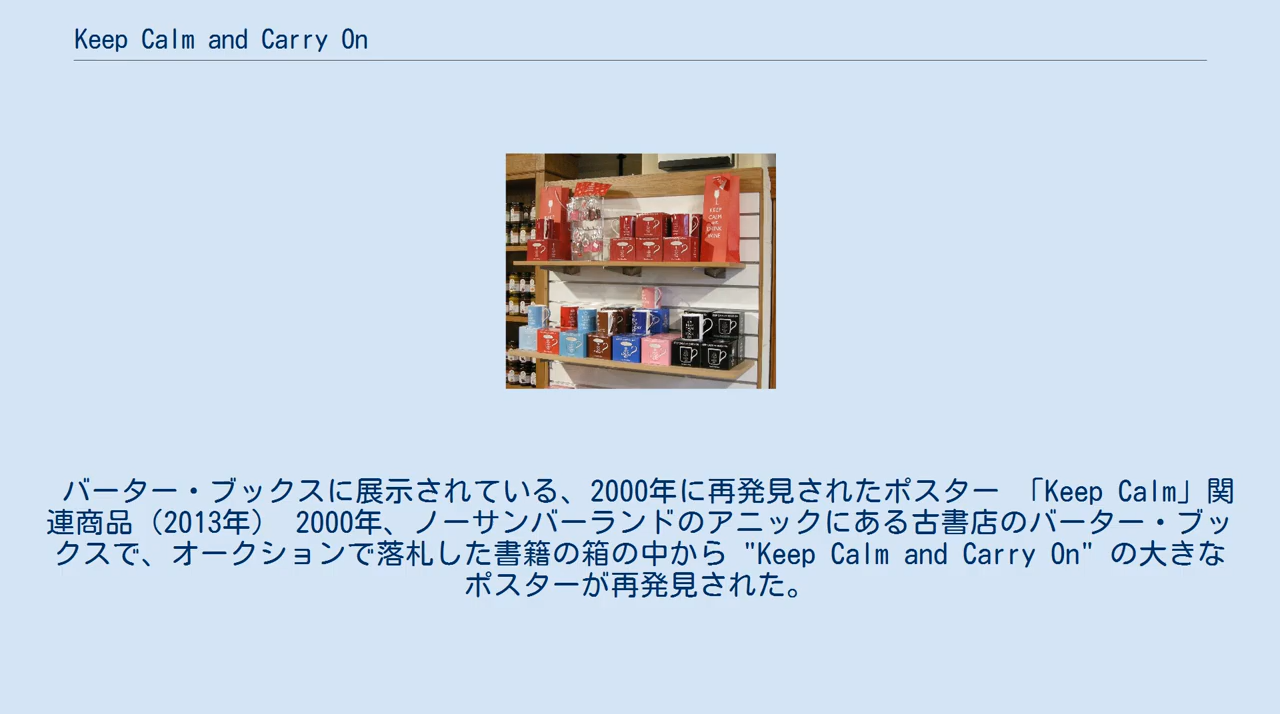 Keep Calm and Carry On
KEEP
CALM
DRINK
WINE
バーター・ブックスに展示されている、2000年に再発見されたポスター 「Keep Calm」関
連商品（2013年） 2000年、ノーサンバーランドのアニックにある古書店のバーター・ブッ
クスで、オークションで落札した書籍の箱の中から "Keep Calm and Carry On" の大きな
ポスターが再発見された。